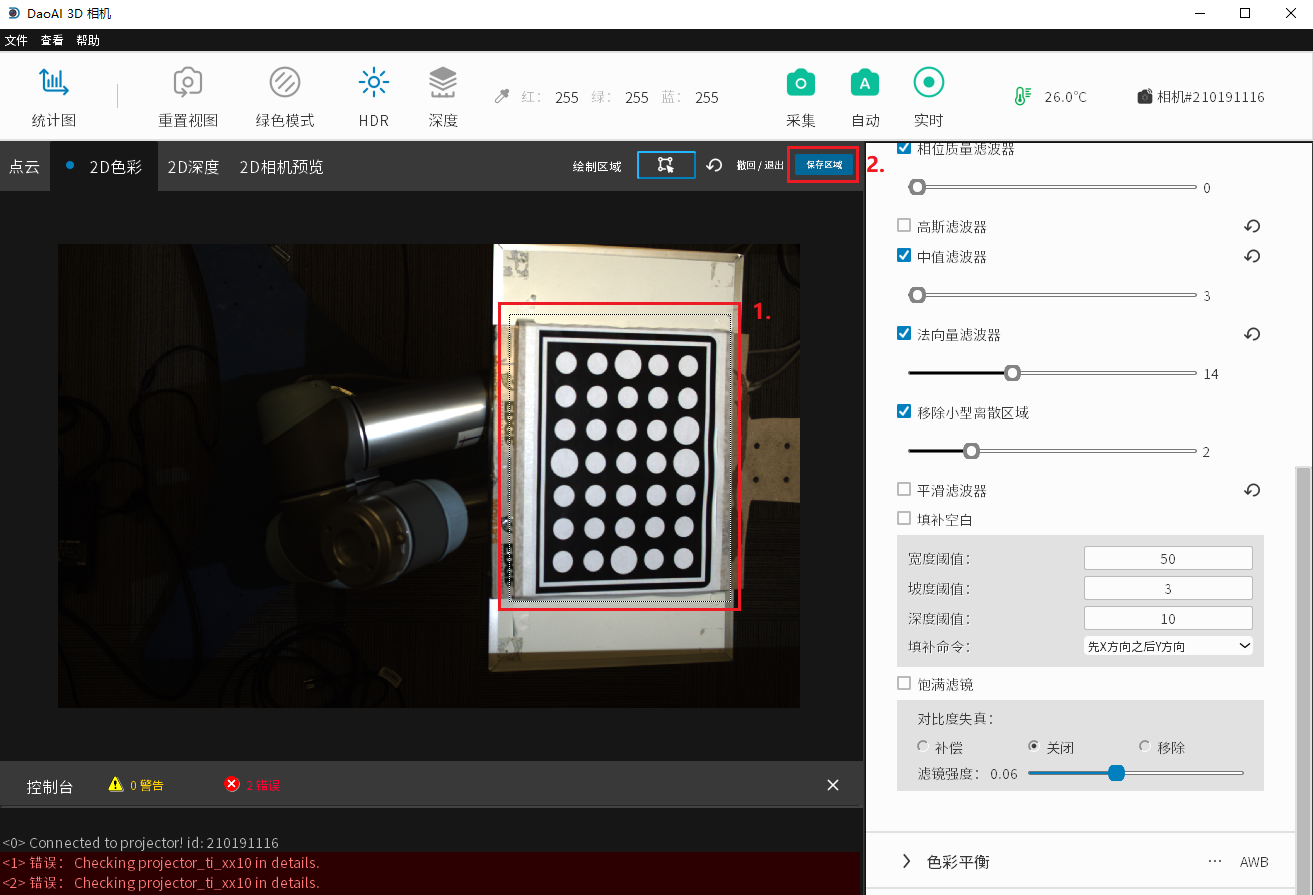 DaoAI 3D 相机
文件 查看 帮助
统计图 重置视图 绿色模式 HDR 深度 红: 255 绿: 255 蓝: 255 采集 A 自动 实时 26.0°C 相机#210191116
点云 2D色彩 2D深度 2D相机预览 绘制区域 撤回 / 退出 保存区域 2.
1.
相位质量滤波器
0
高斯滤波器
中值滤波器
3
法向量滤波器
14
移除小型离散区域
2
平滑滤波器
填补空白
宽度阈值: 50
坡度阈值: 3
深度阈值: 10
填补命令: 先X方向之后Y方向
饱满滤镜
对比度失真:
补偿 关闭 移除
滤镜强度: 0.06
色彩平衡 ... AWB
控制台 0 警告 2 错误
<0> Connected to projector! id: 210191116
<1> 错误: Checking projector_ti_xx10 in details.
<2> 错误: Checking projector_ti_xx10 in details.